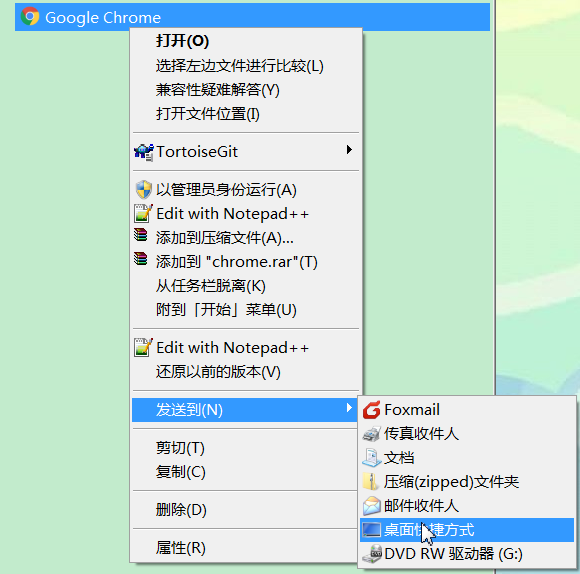 Google Chrome
打开(O)
选择左边文件进行比较(L)
兼容性疑难解答(Y)
打开文件位置(I)
TortoiseGit
以管理员身份运行(A)
Edit with Notepad++
添加到压缩文件(A)...
添加到 "chrome.rar"(T)
从任务栏脱离(K)
附到「开始」菜单(U)
Edit with Notepad++
还原以前的版本(V)
发送到(N)
剪切(T)
复制(C)
删除(D)
属性(R)
Foxmail
传真收件人
文档
压缩(zipped)文件夹
邮件收件人
桌面快捷方式
DVD RW 驱动器 (G:)